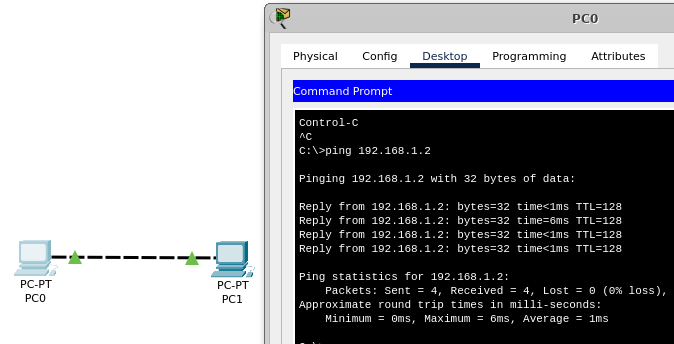 PC0
Physical Config Desktop Programming Attributes
Command Prompt
Control-C
^C
C:\>ping 192.168.1.2
Pinging 192.168.1.2 with 32 bytes of data:
Reply from 192.168.1.2: bytes=32 time<1ms TTL=128
Reply from 192.168.1.2: bytes=32 time=6ms TTL=128
Reply from 192.168.1.2: bytes=32 time<1ms TTL=128
Reply from 192.168.1.2: bytes=32 time<1ms TTL=128
Ping statistics for 192.168.1.2:
Packets: Sent = 4, Received = 4, Lost = 0 (0% loss),
Approximate round trip times in milli-seconds:
Minimum = 0ms, Maximum = 6ms, Average = 1ms
PC-PT
PC0
PC-PT
PC1